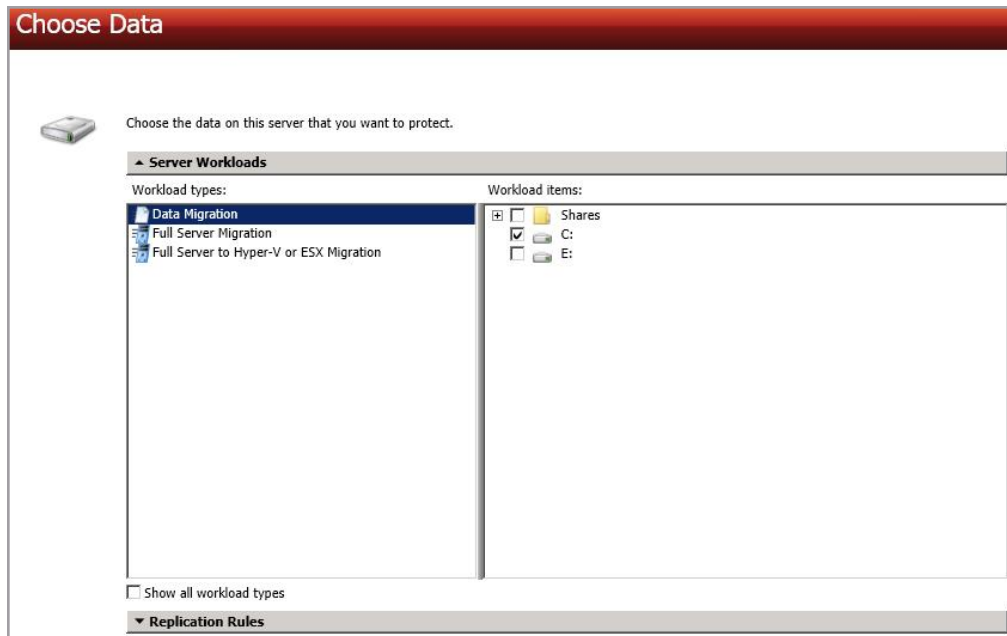 Choose Data
Choose the data on this server that you want to protect.
Server Workloads
Workload types:
Data Migration
Full Server Migration
Full Server to Hyper-V or ESX Migration
Workload items:
Shares
C:
E:
Show all workload types
Replication Rules